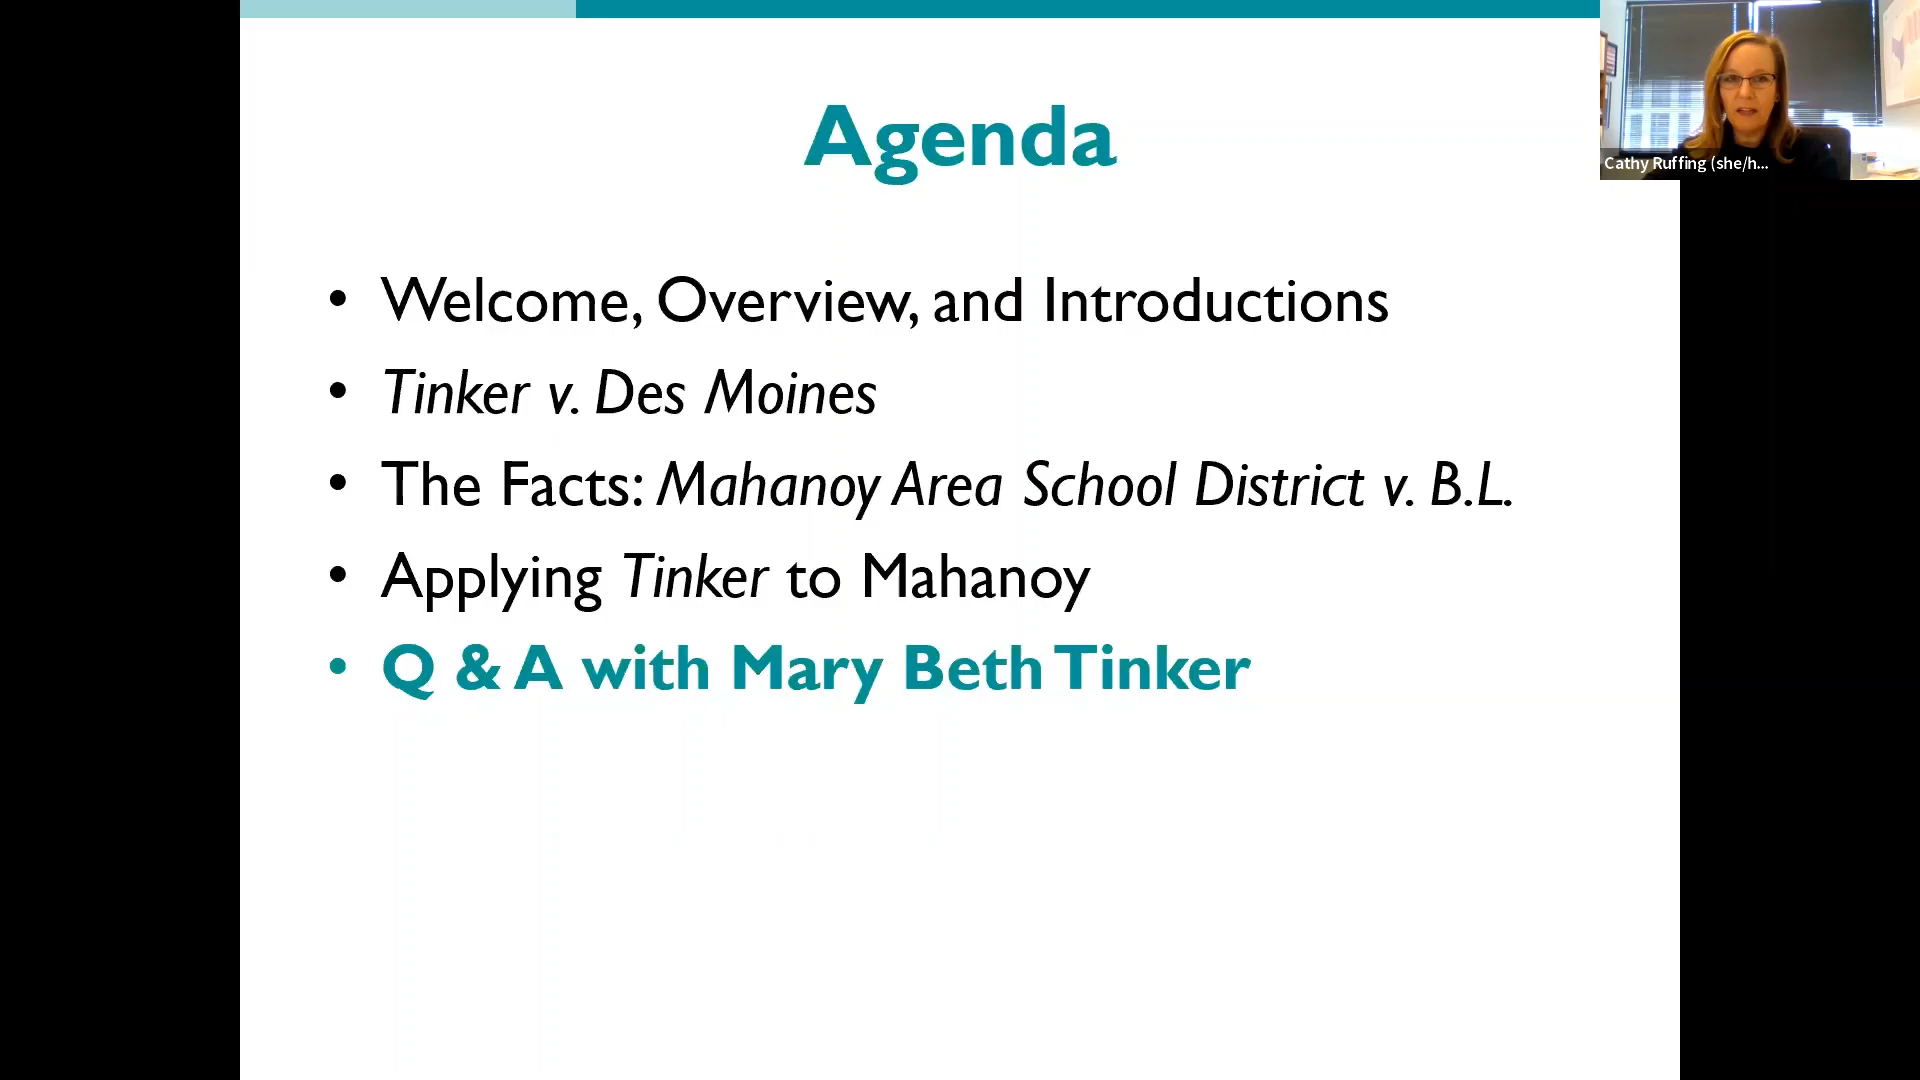 Agenda
Cathy Ruffing (she/h...
• Welcome, Overview, and Introductions
• Tinker v. Des Moines
• The Facts: Mahanoy Area School District v. B.L.
• Applying Tinker to Mahanoy
• Q & A with Mary Beth Tinker